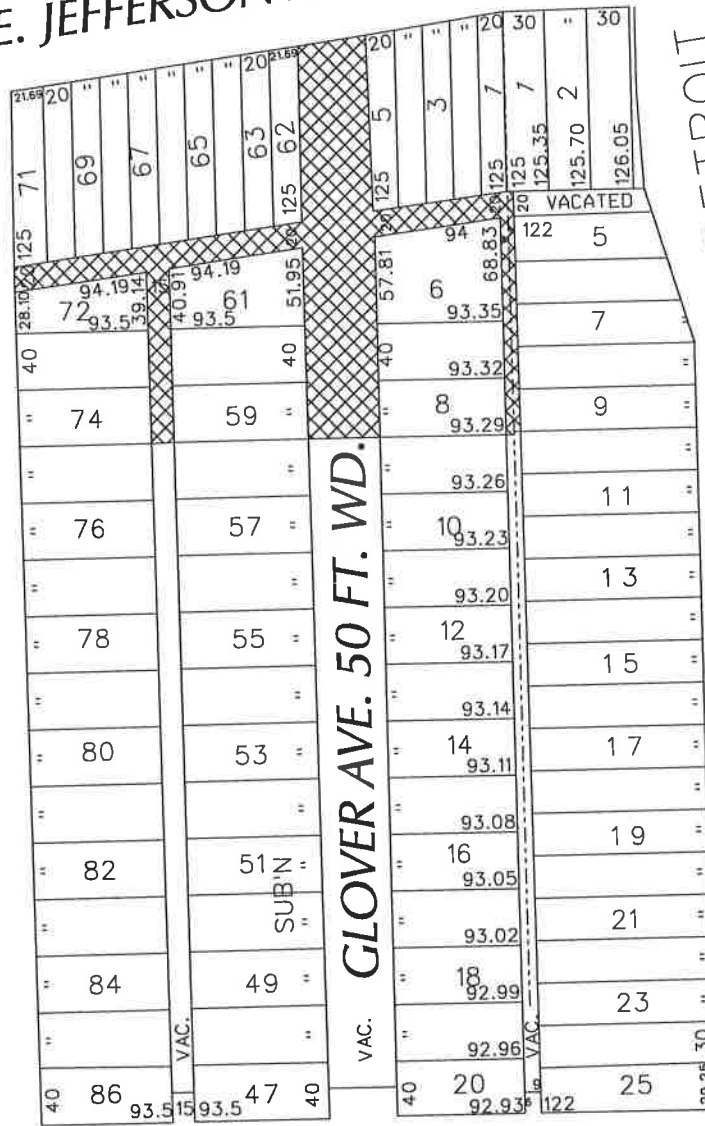 E. JEFFERSON
ETROIT
21.69 20 " " " " " " 20 21.69
71 69 67 65 63 62
125 125
20 " " " 20 30 " 30
5 3 1 1 2
125 125 125 125.35 125.70 126.05
20 VACATED
28.10 94.19 39.14 15 40.91 94.19 51.95 20
72 93.5 61 93.5
57.81 94 68.83 122 5
6 93.35
7
40 40 40 93.32
" 74 59 " 8 93.29 9 "
" " 93.26 11
" 76 57 " 10 93.23
" 93.20 13 "
" 78 55 " " 12 93.17
15 "
" 93.14
" 80 53 " " 14 93.11 17 "
" 93.08
19 "
82 51 " " 16 93.05
SUB'N
" " " 93.02 21 "
" 84 49 " " 18 92.99
23 "
" VAC. " VAC. " 92.96 VAC.
GLOVER AVE. 50 FT. WD.
40 86 93.5 15 93.5 47 40 40 20 92.93 9 122 25 30